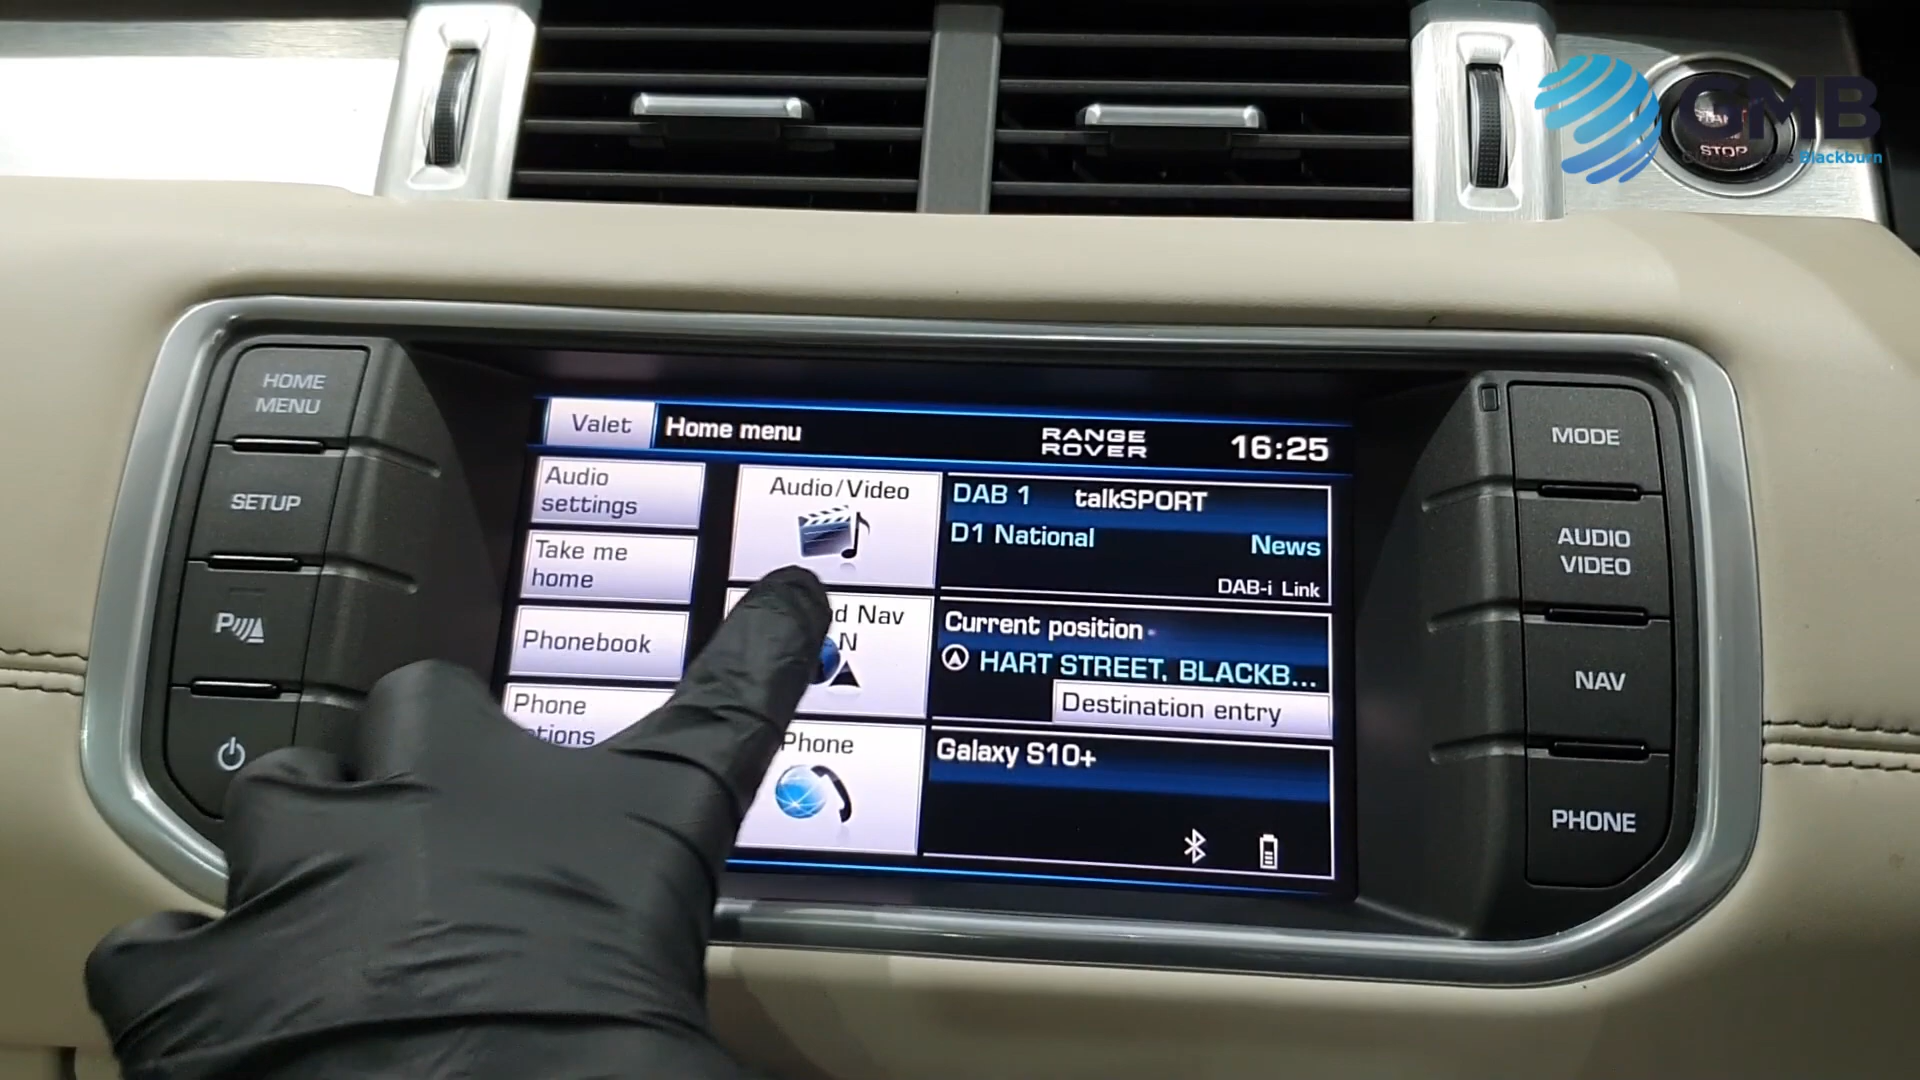 GMB
Blackburn
STOP
HOME
MENU
SETUP
P
Valet
Home menu
RANGE
ROVER
16:25
Audio
settings
Take me
home
Phonebook
Phone
Audio/Video
Nav
N
Phone
DAB 1 talkSPORT
D1 National
News
DAB-i Link
Current position
HART STREET, BLACKB...
Destination entry
Galaxy S10+
MODE
AUDIO
VIDEO
NAV
PHONE